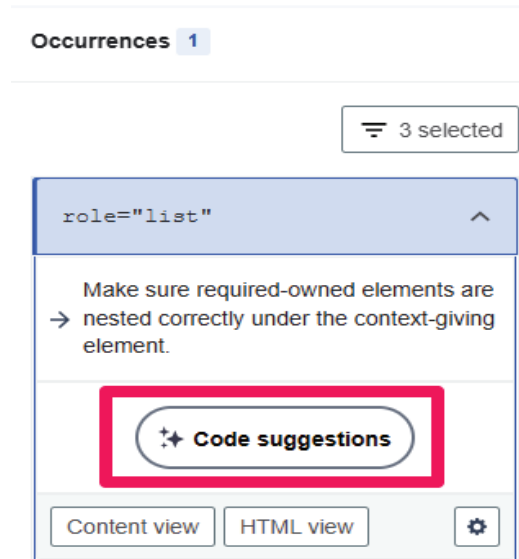 Occurrences 1
3 selected
role="list"
Make sure required-owned elements are
nested correctly under the context-giving
element.
Code suggestions
Content view HTML view